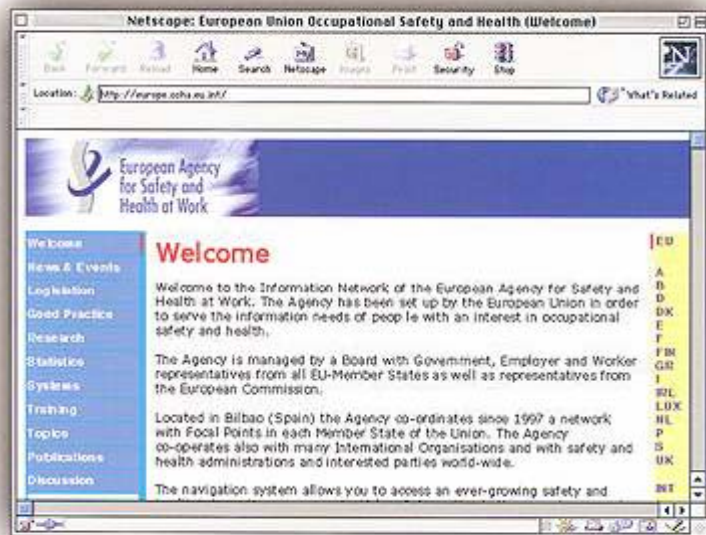 Netscape: European Union Occupational Safety and Health (Welcome)
Back Forward Reload Home Search Netscape Images Print Security Stop
Location: http://europe.osha.eu.int/ What's Related
European Agency
for Safety and
Health at Work
Welcome
News & Events
Legislation
Good Practice
Research
Statistics
Systems
Training
Topics
Publications
Discussion
Welcome
Welcome to the Information Network of the European Agency for Safety and
Health at Work. The Agency has been set up by the European Union in order
to serve the information needs of people with an interest in occupational
safety and health.
The Agency is managed by a Board with Government, Employer and Worker
representatives from all EU-Member States as well as representatives from
the European Commission.
Located in Bilbao (Spain) the Agency co-ordinates since 1997 a network
with Focal Points in each Member State of the Union. The Agency
co-operates also with many International Organisations and with safety and
health administrations and interested parties world-wide.
The navigation system allows you to access an ever-growing safety and
EU
A
B
D
DK
E
F
FIN
GR
I
IRL
LUX
NL
P
S
UK
INT